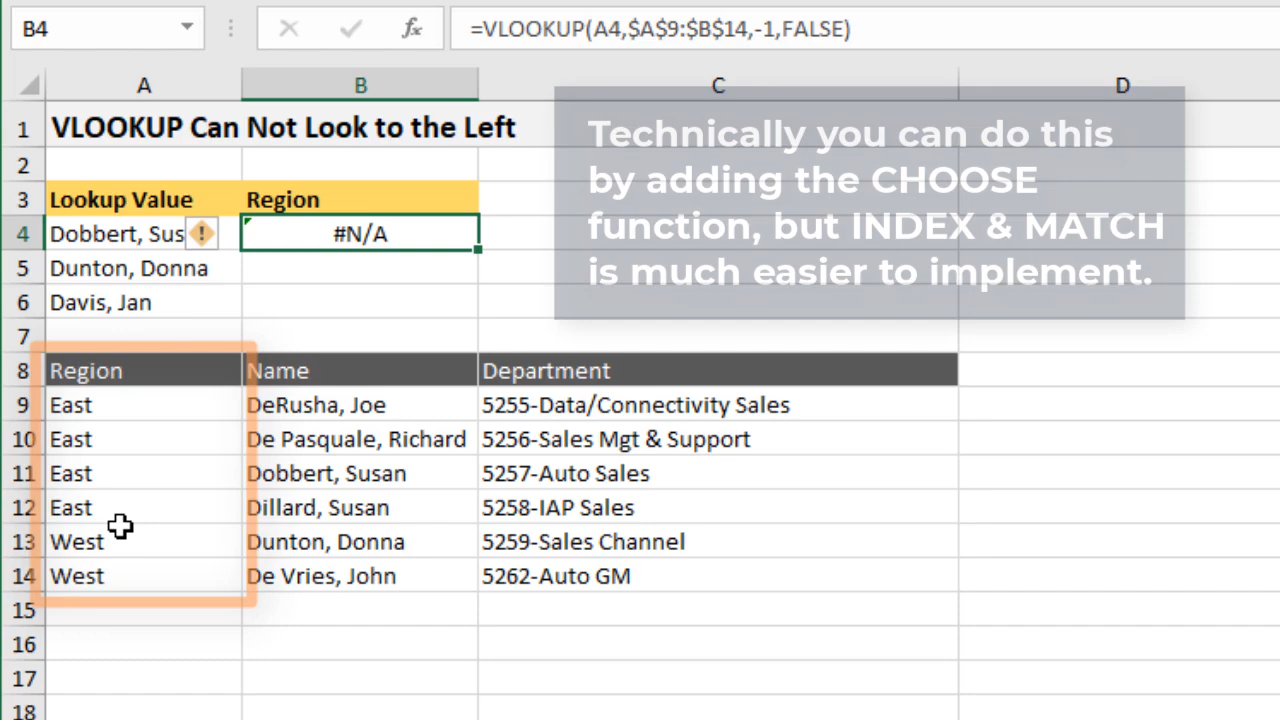 B4 fx =VLOOKUP(A4,$A$9:$B$14,-1,FALSE)
A B C D
1 VLOOKUP Can Not Look to the Left
Technically you can do this
by adding the CHOOSE
function, but INDEX & MATCH
is much easier to implement.
2
3 Lookup Value Region
4 Dobbert, Sus ! #N/A
5 Dunton, Donna
6 Davis, Jan
7
8 Region Name Department
9 East DeRusha, Joe 5255-Data/Connectivity Sales
10 East De Pasquale, Richard 5256-Sales Mgt & Support
11 East Dobbert, Susan 5257-Auto Sales
12 East Dillard, Susan 5258-IAP Sales
13 West Dunton, Donna 5259-Sales Channel
14 West De Vries, John 5262-Auto GM
15
16
17
18